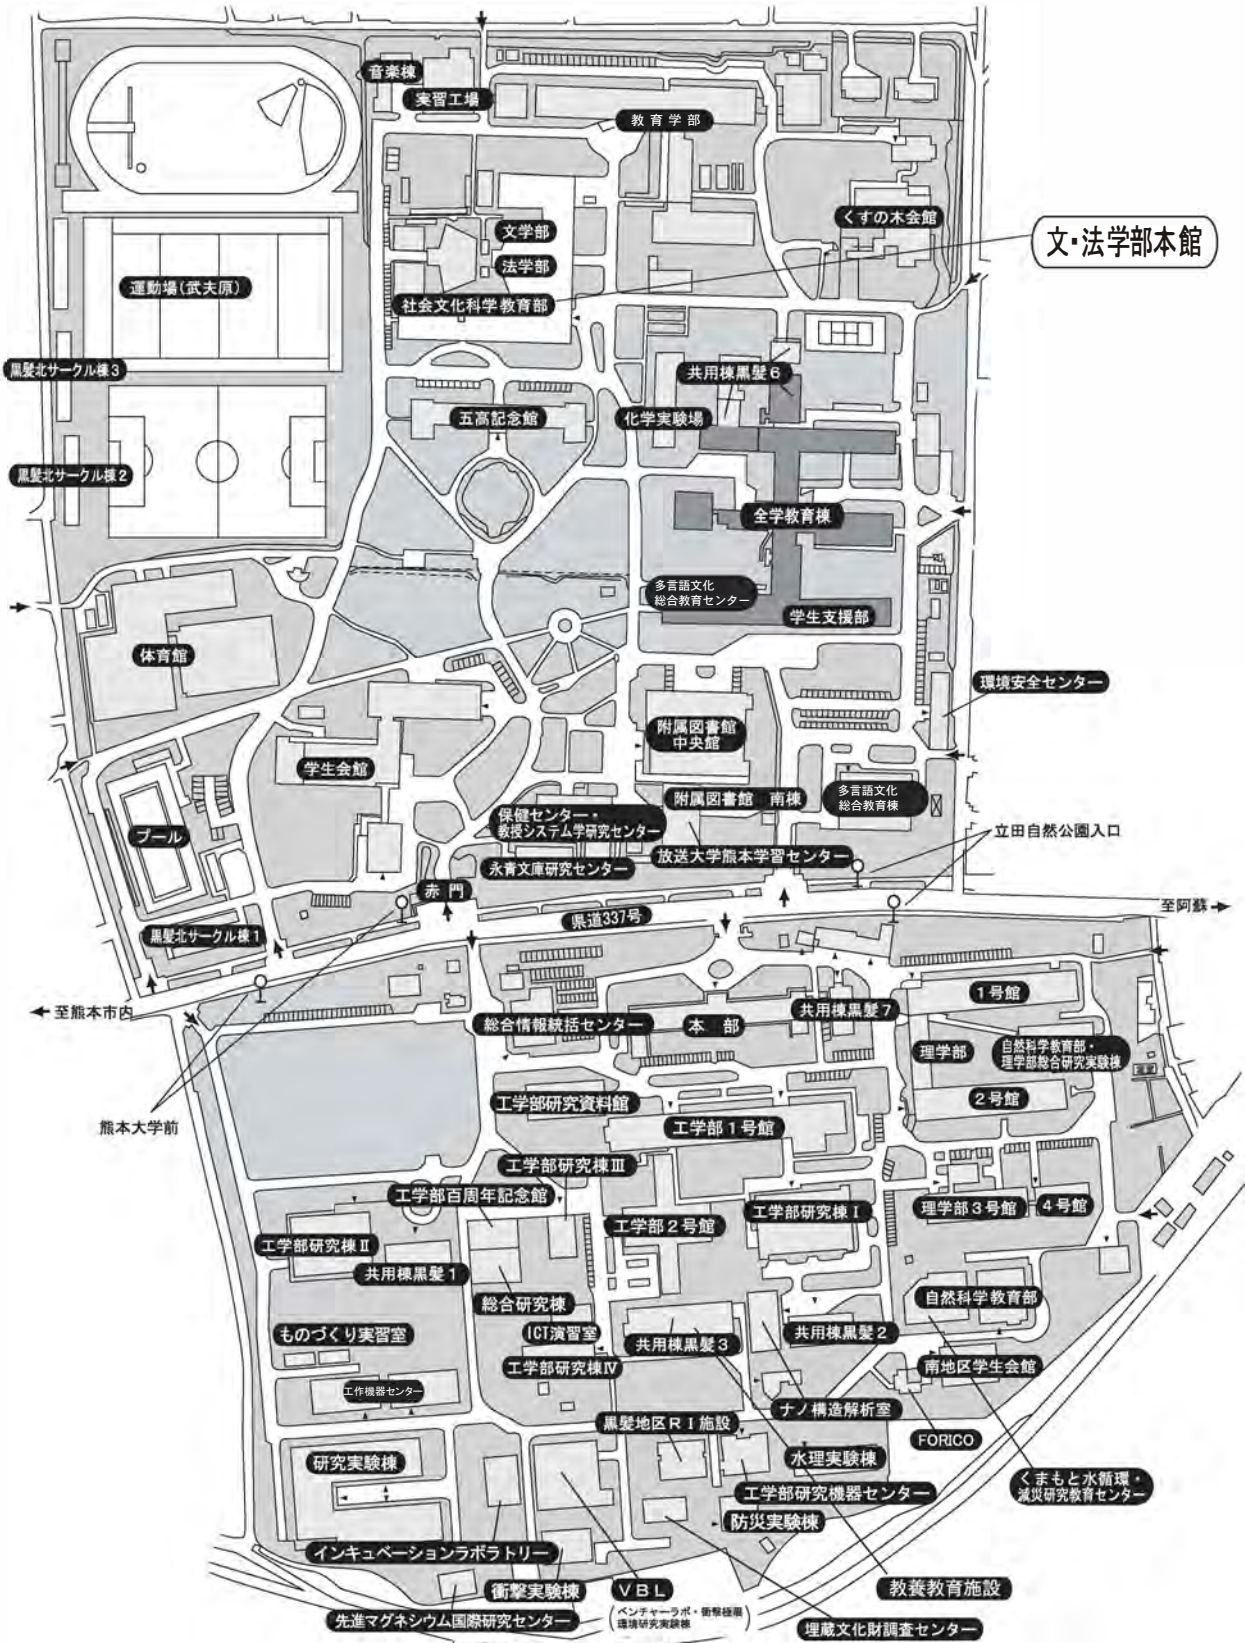 音楽棟
実習工場
教育学部
くすの木会館
文・法学部本館
文学部
法学部
社会文化科学教育部
運動場(武夫原)
黒髪北サークル棟3
共用棟黒髪6
五高記念館
化学実験場
黒髪北サークル棟2
全学教育棟
多言語文化
総合教育センター
学生支援部
体育館
環境安全センター
附属図書館
中央館
学生会館
多言語文化
総合教育棟
附属図書館 南棟
保健センター・
教授システム学研究センター
プール
立田自然公園入口
放送大学熊本学習センター
永青文庫研究センター
赤門
至阿蘇
県道337号
黒髪北サークル棟1
至熊本市内
1号館
共用棟黒髪7
総合情報統括センター
本部
理学部
自然科学教育部・
理学部総合研究実験棟
2号館
工学部研究資料館
熊本大学前
工学部1号館
工学部研究棟Ⅲ
工学部百周年記念館
理学部3号館
4号館
工学部研究棟Ⅰ
工学部2号館
工学部研究棟Ⅱ
共用棟黒髪1
総合研究棟
自然科学教育部
ものづくり実習室
ICT演習室
共用棟黒髪3
共用棟黒髪2
工学部研究棟Ⅳ
南地区学生会館
工作機器センター
ナノ構造解析室
黒髪地区RI施設
FORICO
研究実験棟
水理実験棟
くまもと水循環・
減災研究教育センター
工学部研究機器センター
防災実験棟
インキュベーションラボラトリー
衝撃実験棟
VBL
(ベンチャーラボ・衝撃極限
環境研究実験棟)
教養教育施設
先進マグネシウム国際研究センター
埋蔵文化財調査センター